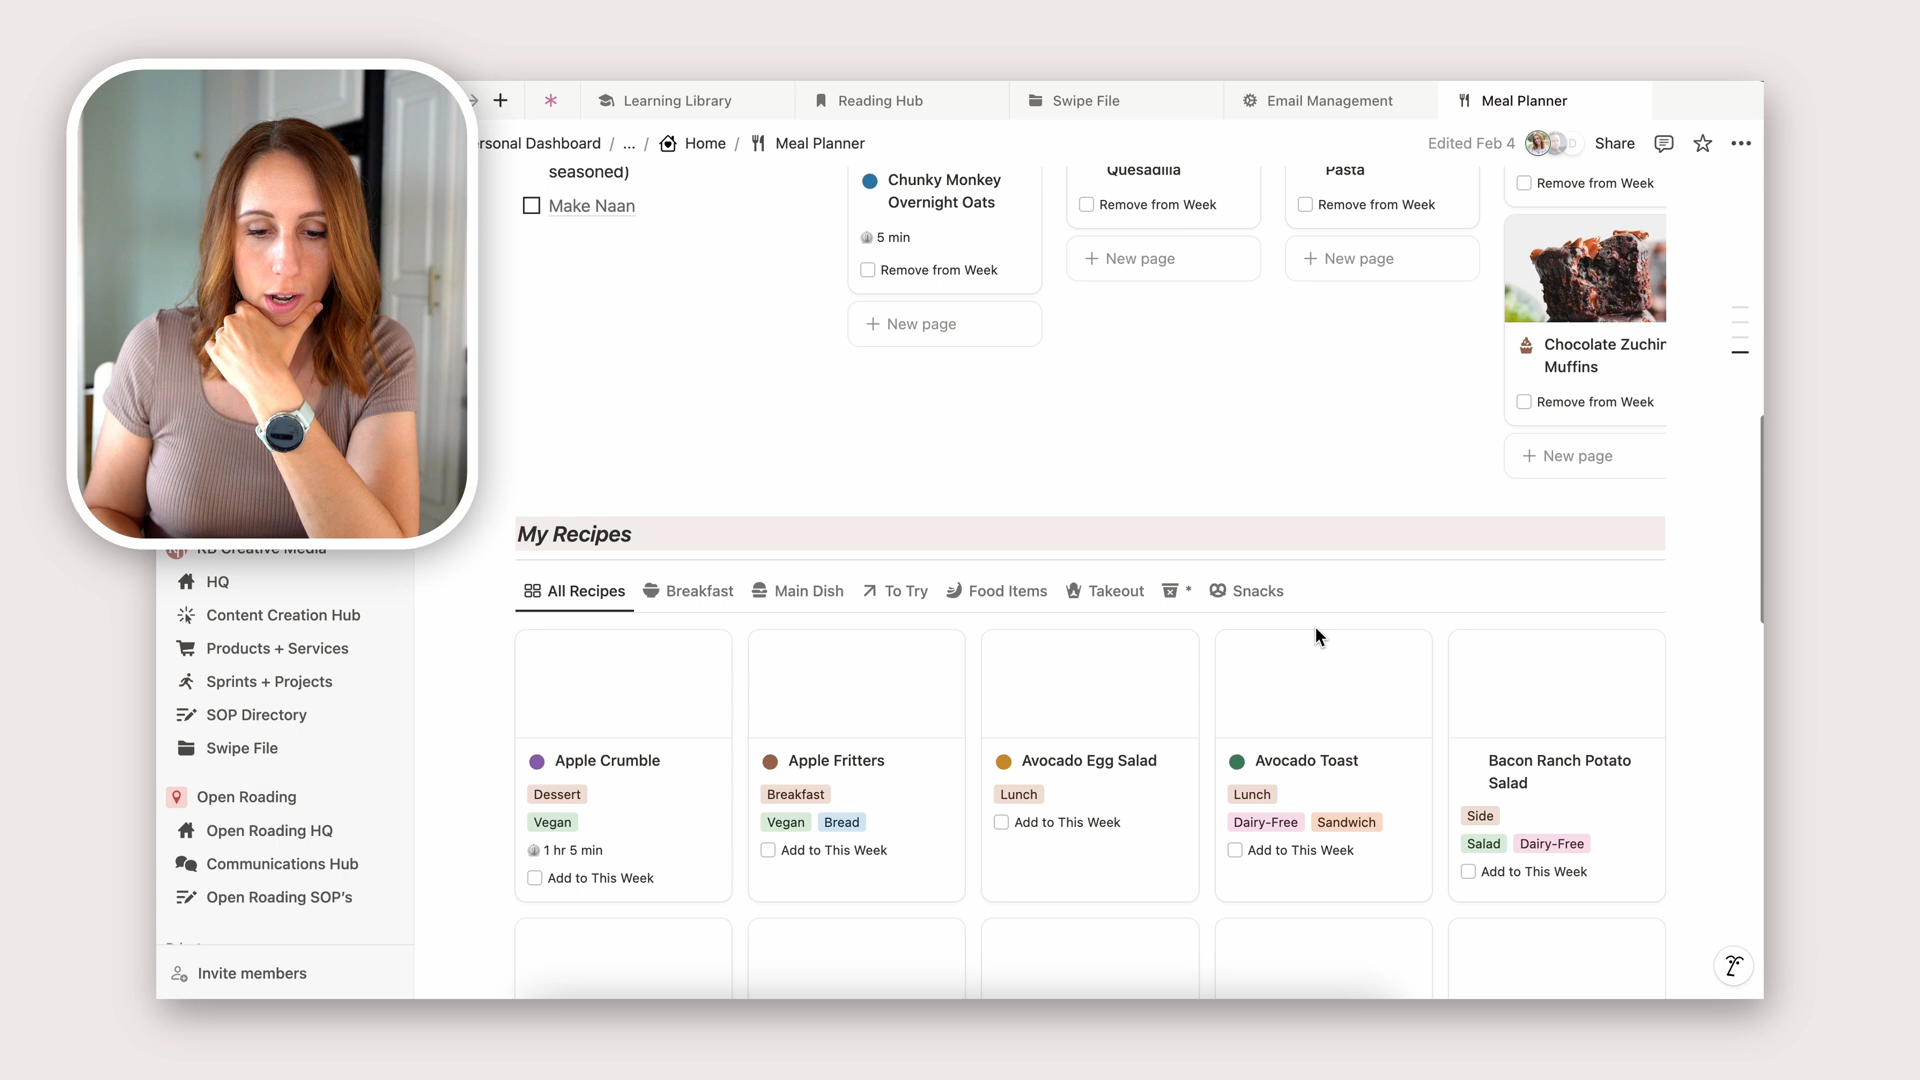 Learning Library
Reading Hub
Swipe File
Email Management
Meal Planner
ersonal Dashboard / ... / Home / Meal Planner
Edited Feb 4
D
Share
seasoned)
Make Naan
Chunky Monkey
Overnight Oats
5 min
Remove from Week
New page
Quesadilla
Remove from Week
New page
Pasta
Remove from Week
New page
Remove from Week
Chocolate Zuchin
Muffins
Remove from Week
New page
KB Creative Media
HQ
Content Creation Hub
Products + Services
Sprints + Projects
SOP Directory
Swipe File
Open Roading
Open Roading HQ
Communications Hub
Open Roading SOP's
Invite members
My Recipes
All Recipes
Breakfast
Main Dish
To Try
Food Items
Takeout
*
Snacks
Apple Crumble
Dessert
Vegan
1 hr 5 min
Add to This Week
Apple Fritters
Breakfast
Vegan Bread
Add to This Week
Avocado Egg Salad
Lunch
Add to This Week
Avocado Toast
Lunch
Dairy-Free Sandwich
Add to This Week
Bacon Ranch Potato
Salad
Side
Salad Dairy-Free
Add to This Week